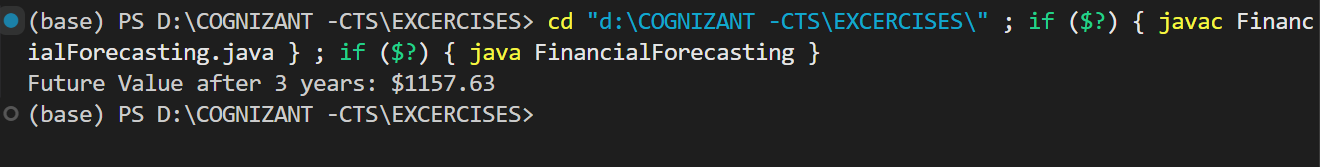 (base) PS D:\COGNIZANT -CTS\EXCERCISES> cd "d:\COGNIZANT -CTS\EXCERCISES\" ; if ($?) { javac Financ
ialForecasting.java } ; if ($?) { java FinancialForecasting }
Future Value after 3 years: $1157.63
(base) PS D:\COGNIZANT -CTS\EXCERCISES>